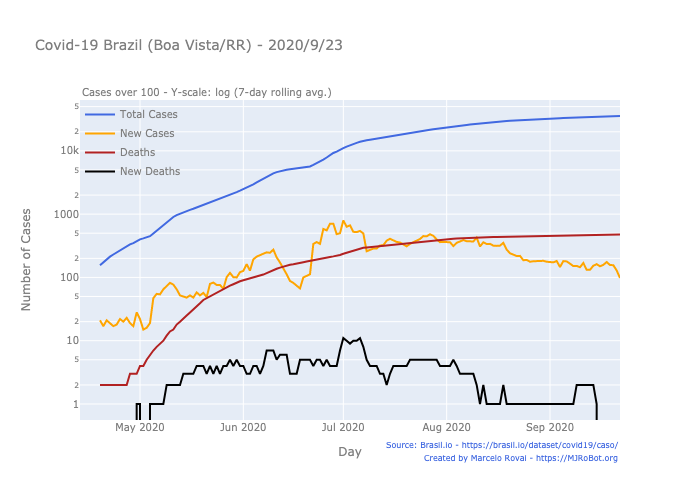 Covid-19 Brazil (Boa Vista/RR) - 2020/9/23
Cases over 100 - Y-scale: log (7-day rolling avg.)
Total Cases
New Cases
Deaths
New Deaths
5
2
10k
5
2
1000
5
2
100
5
2
10
5
2
1
Number of Cases
May 2020
Jun 2020
Jul 2020
Aug 2020
Sep 2020
Day
Source: Brasil.io - https://brasil.io/dataset/covid19/caso/
Created by Marcelo Rovai - https://MJRoBot.org